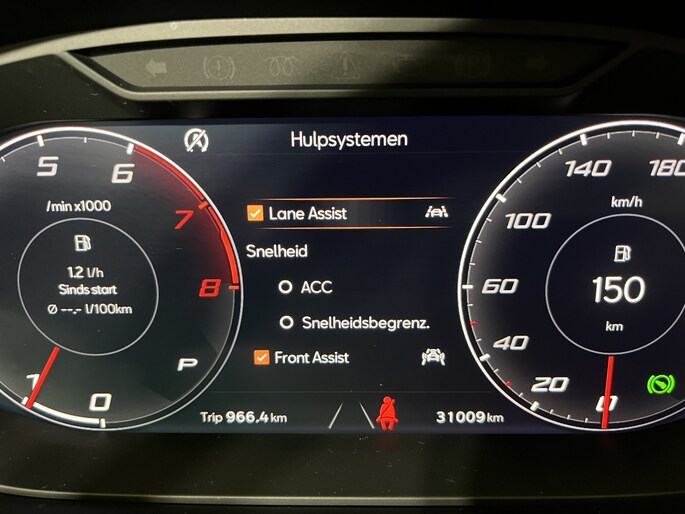 Hulpsystemen
5
6
7
8
/min x1000
1.2 l/h
Sinds start
Ø --.- l/100km
P
1
0
Lane Assist
Snelheid
ACC
Snelheidsbegrenz.
Front Assist
Trip 966.4 km
31009 km
140
180
100
60
40
20
0
km/h
150
km